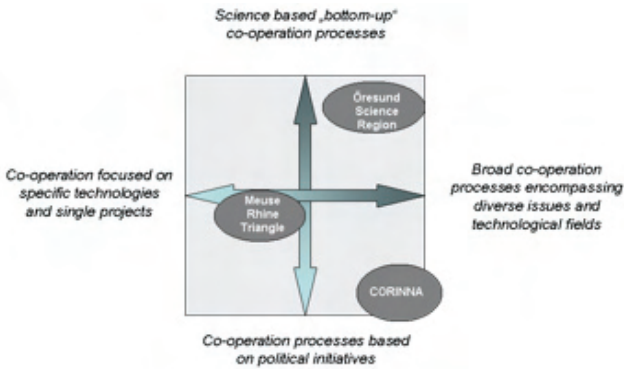 Science based „bottom-up“
co-operation processes
Öresund
Science
Region
Co-operation focused on
specific technologies
and single projects
Meuse
Rhine
Triangle
Broad co-operation
processes encompassing
diverse issues and
technological fields
CORINNA
Co-operation processes based
on political initiatives